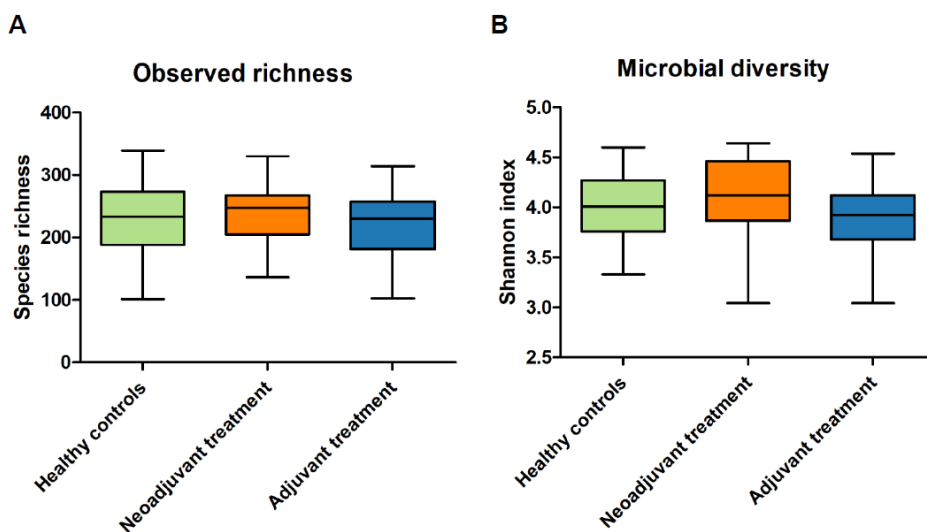 A
Observed richness
Species richness
400
300
200
100
0
Healthy controls
Neoadjuvant treatment
Adjuvant treatment
B
Microbial diversity
Shannon index
5.0
4.5
4.0
3.5
3.0
2.5
Healthy controls
Neoadjuvant treatment
Adjuvant treatment